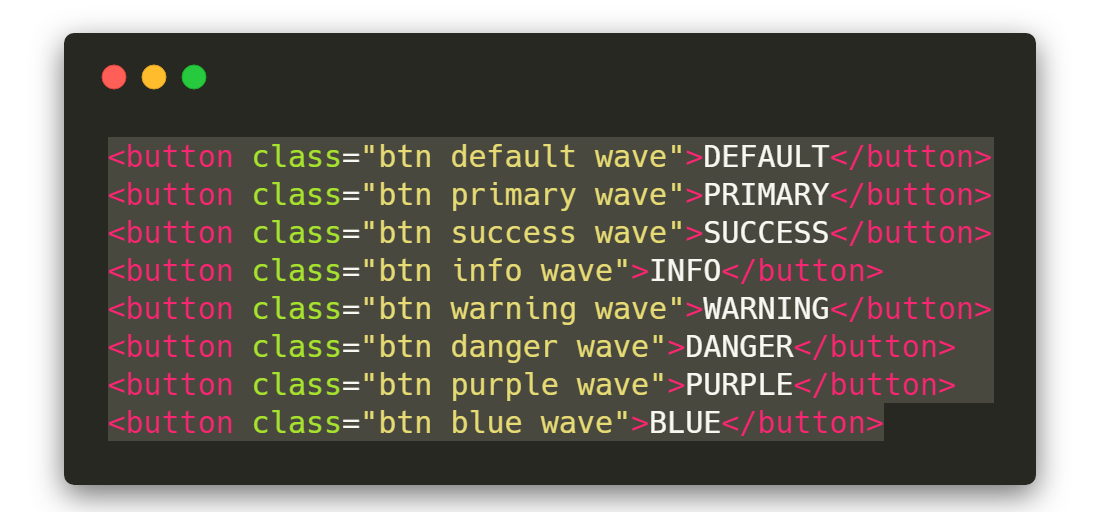 <button class="btn default wave">DEFAULT</button>
<button class="btn primary wave">PRIMARY</button>
<button class="btn success wave">SUCCESS</button>
<button class="btn info wave">INFO</button>
<button class="btn warning wave">WARNING</button>
<button class="btn danger wave">DANGER</button>
<button class="btn purple wave">PURPLE</button>
<button class="btn blue wave">BLUE</button>